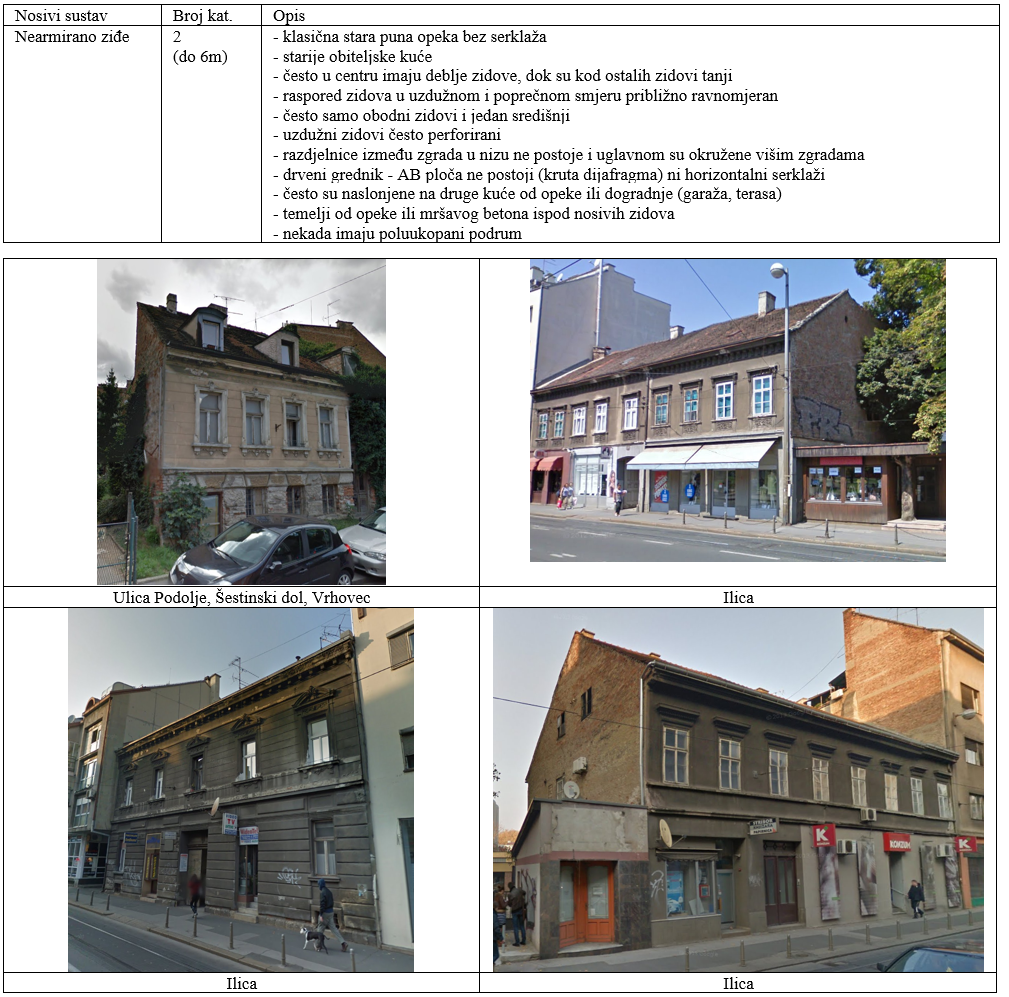 Nosivi sustav Broj kat. Opis
Nearmirano ziđe 2 - klasična stara puna opeka bez serklaža
(do 6m) - starije obiteljske kuće
- često u centru imaju deblje zidove, dok su kod ostalih zidovi tanji
- raspored zidova u uzdužnom i poprečnom smjeru približno ravnomjeran
- često samo obodni zidovi i jedan središnji
- uzdužni zidovi često perforirani
- razdjelnice između zgrada u nizu ne postoje i uglavnom su okružene višim zgradama
- drveni grednik - AB ploča ne postoji (kruta dijafragma) ni horizontalni serklaži
- često su naslonjene na druge kuće od opeke ili dogradnje (garaža, terasa)
- temelji od opeke ili mršavog betona ispod nosivih zidova
- nekada imaju poluukopani podrum
Ulica Podolje, Šestinski dol, Vrhovec
Ilica
TV
K
KONZUM
K
Ilica
Ilica